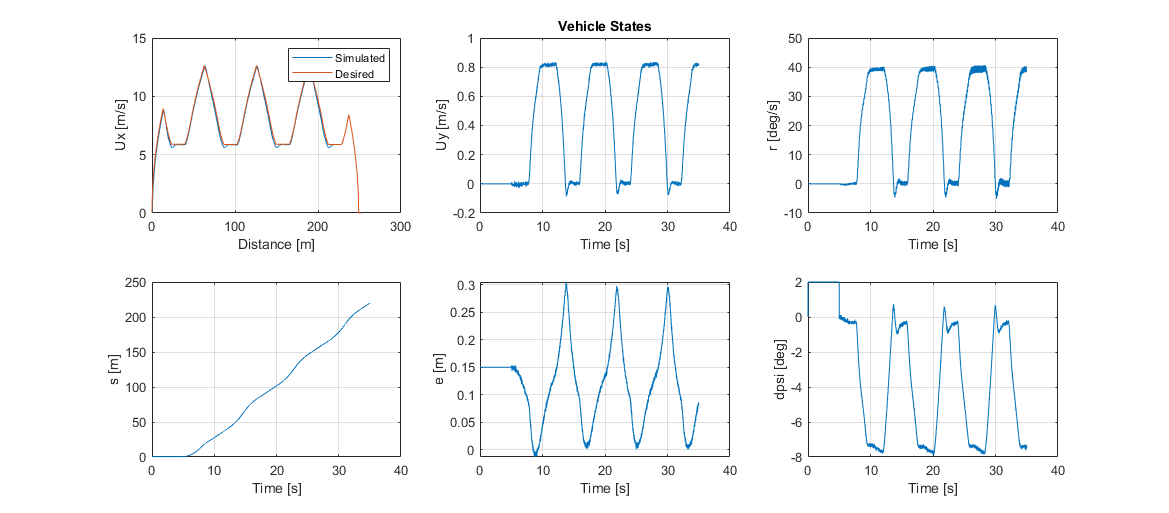 Vehicle States
15
10
5
0
Ux [m/s]
0 100 200 300
Distance [m]
Simulated
Desired
1
0.8
0.6
0.4
0.2
0
-0.2
Uy [m/s]
0 10 20 30 40
Time [s]
50
40
30
20
10
0
-10
r [deg/s]
0 10 20 30 40
Time [s]
250
200
150
100
50
0
s [m]
0 10 20 30 40
Time [s]
0.3
0.25
0.2
0.15
0.1
0.05
0
e [m]
0 10 20 30 40
Time [s]
2
0
-2
-4
-6
-8
dpsi [deg]
0 10 20 30 40
Time [s]